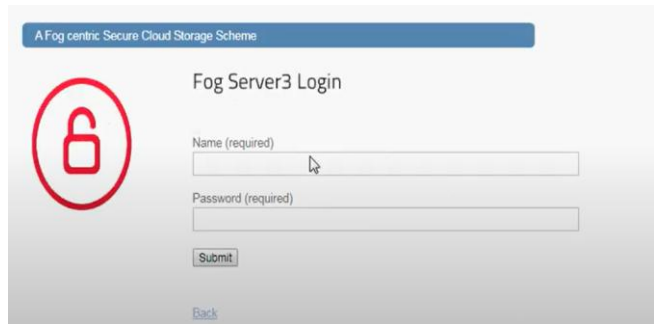 A Fog centric Secure Cloud Storage Scheme
Fog Server3 Login
Name (required)
Password (required)
Submit
Back